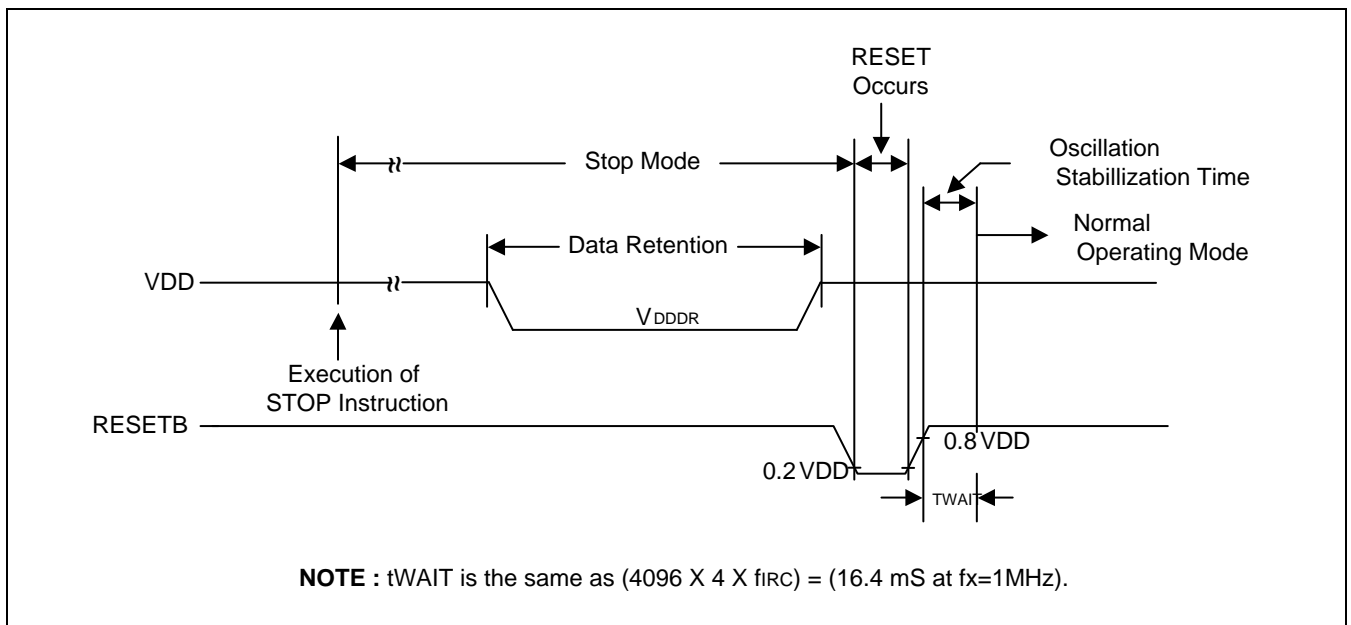 RESET
Occurs
Oscillation
Stabillization Time
Stop Mode
Normal
Operating Mode
Data Retention
VDD
VDDDR
Execution of
STOP Instruction
RESETB
0.8 VDD
0.2 VDD
TWAIT
NOTE : tWAIT is the same as (4096 X 4 X fIRC) = (16.4 mS at fx=1MHz).